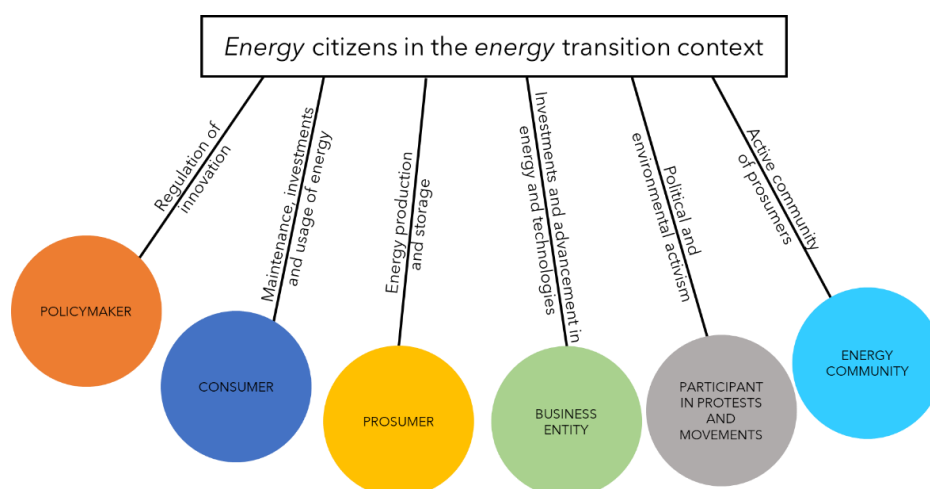 Energy citizens in the energy transition context
Regulation of
innovation
Maintenance, investments
and usage of energy
Energy production
and storage
Investments and advancement in
energy and technologies
Political and
environmental activism
Active community
of prosumers
POLICYMAKER
CONSUMER
PROSUMER
BUSINESS
ENTITY
PARTICIPANT
IN PROTESTS
AND
MOVEMENTS
ENERGY
COMMUNITY